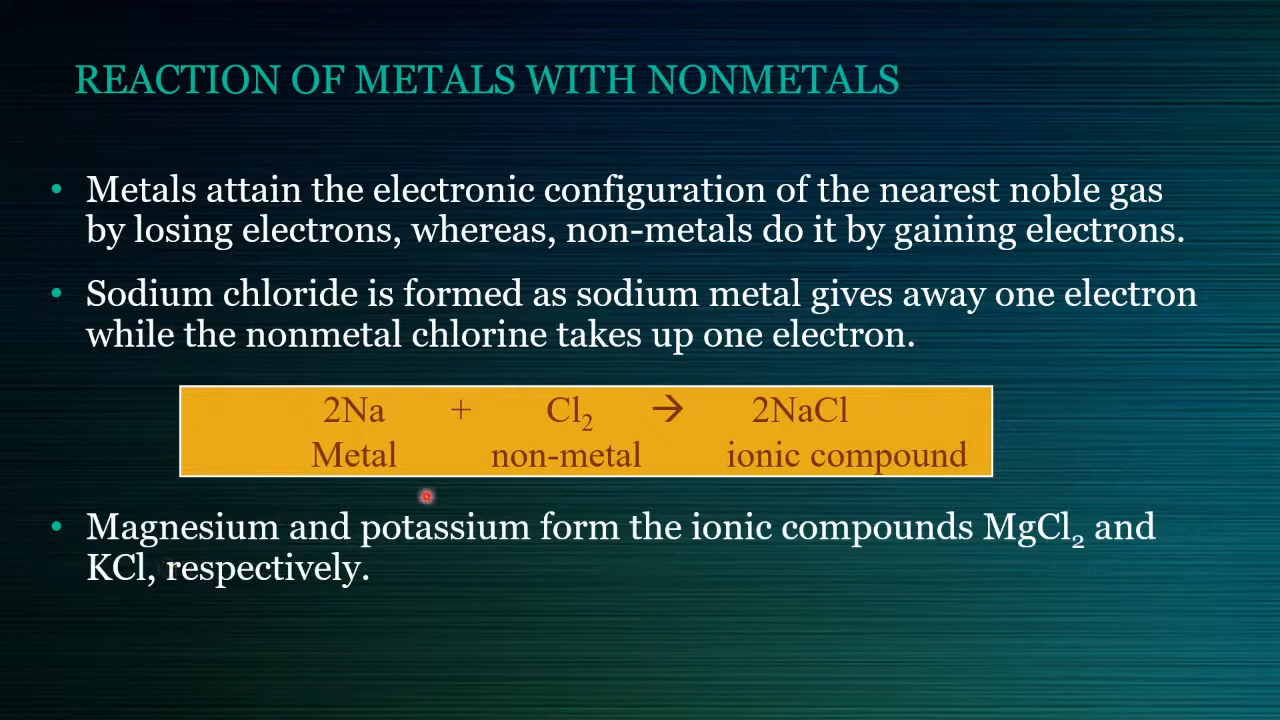 REACTION OF METALS WITH NONMETALS
• Metals attain the electronic configuration of the nearest noble gas
by losing electrons, whereas, non-metals do it by gaining electrons.
• Sodium chloride is formed as sodium metal gives away one electron
while the nonmetal chlorine takes up one electron.
2Na + Cl₂ → 2NaCl
Metal non-metal ionic compound
• Magnesium and potassium form the ionic compounds MgCl₂ and
KCl, respectively.